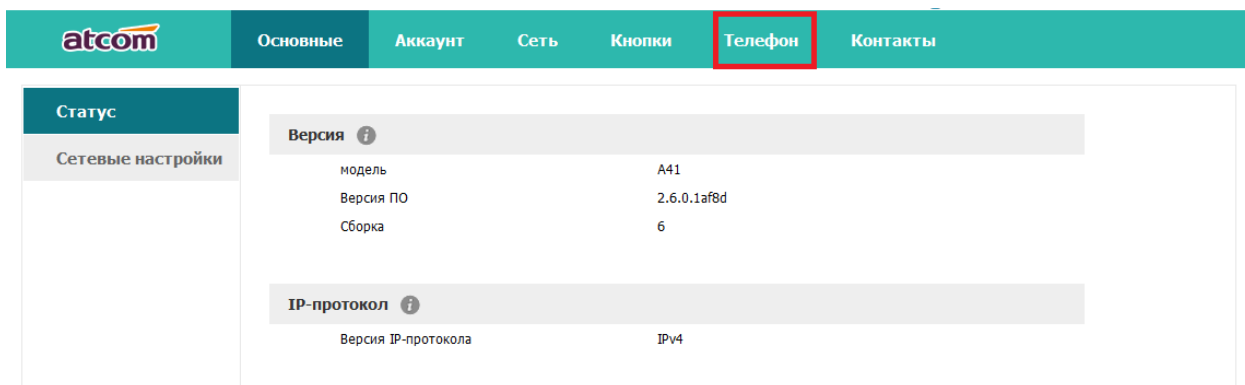 atcom Основные Аккаунт Сеть Кнопки Телефон Контакты
Статус
Сетевые настройки
Версия i
модель A41
Версия ПО 2.6.0.1af8d
Сборка 6
IP-протокол i
Версия IP-протокола IPv4